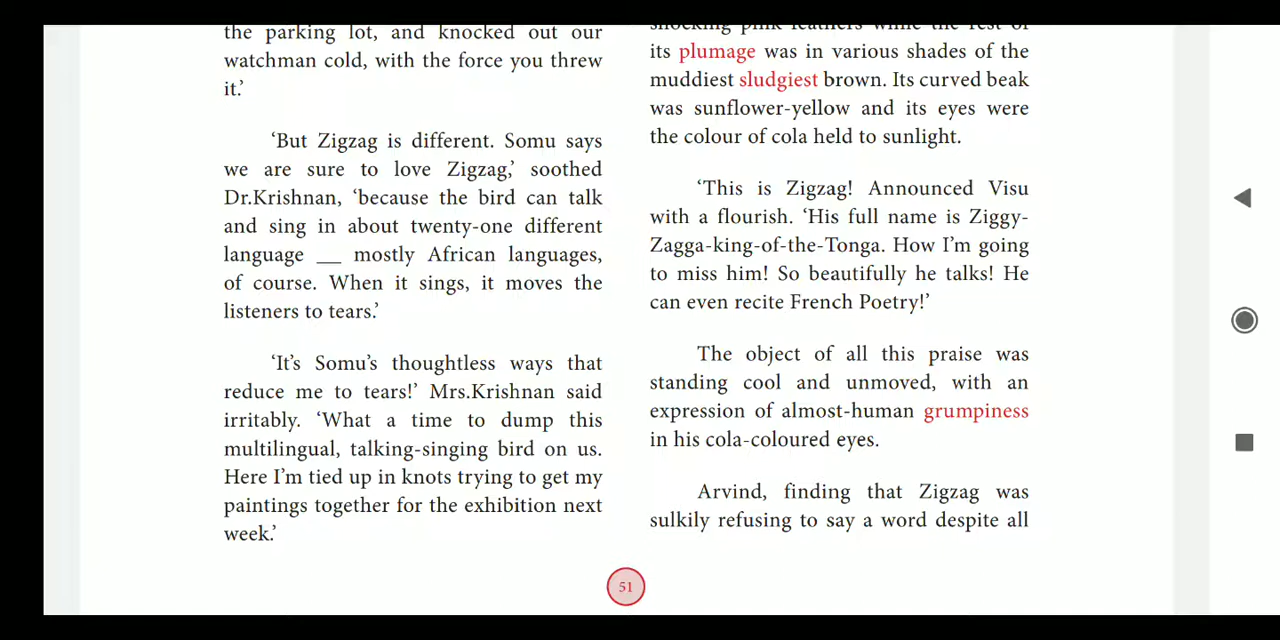 the parking lot, and knocked out our
watchman cold, with the force you threw
it.’
‘But Zigzag is different. Somu says
we are sure to love Zigzag,’ soothed
Dr.Krishnan, ‘because the bird can talk
and sing in about twenty-one different
language __ mostly African languages,
of course. When it sings, it moves the
listeners to tears.’
‘It’s Somu’s thoughtless ways that
reduce me to tears!’ Mrs.Krishnan said
irritably. ‘What a time to dump this
multilingual, talking-singing bird on us.
Here I’m tied up in knots trying to get my
paintings together for the exhibition next
week.’
shocking pink feathers while the rest of
its plumage was in various shades of the
muddiest sludgiest brown. Its curved beak
was sunflower-yellow and its eyes were
the colour of cola held to sunlight.
‘This is Zigzag! Announced Visu
with a flourish. ‘His full name is Ziggy-
Zagga-king-of-the-Tonga. How I’m going
to miss him! So beautifully he talks! He
can even recite French Poetry!’
The object of all this praise was
standing cool and unmoved, with an
expression of almost-human grumpiness
in his cola-coloured eyes.
Arvind, finding that Zigzag was
sulkily refusing to say a word despite all
51